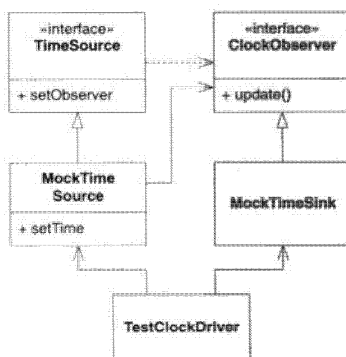 «interface»
TimeSource
+ setObserver
«interface»
ClockObserver
+ update()
MockTime
Source
+ setTime
MockTimeSink
TestClockDriver